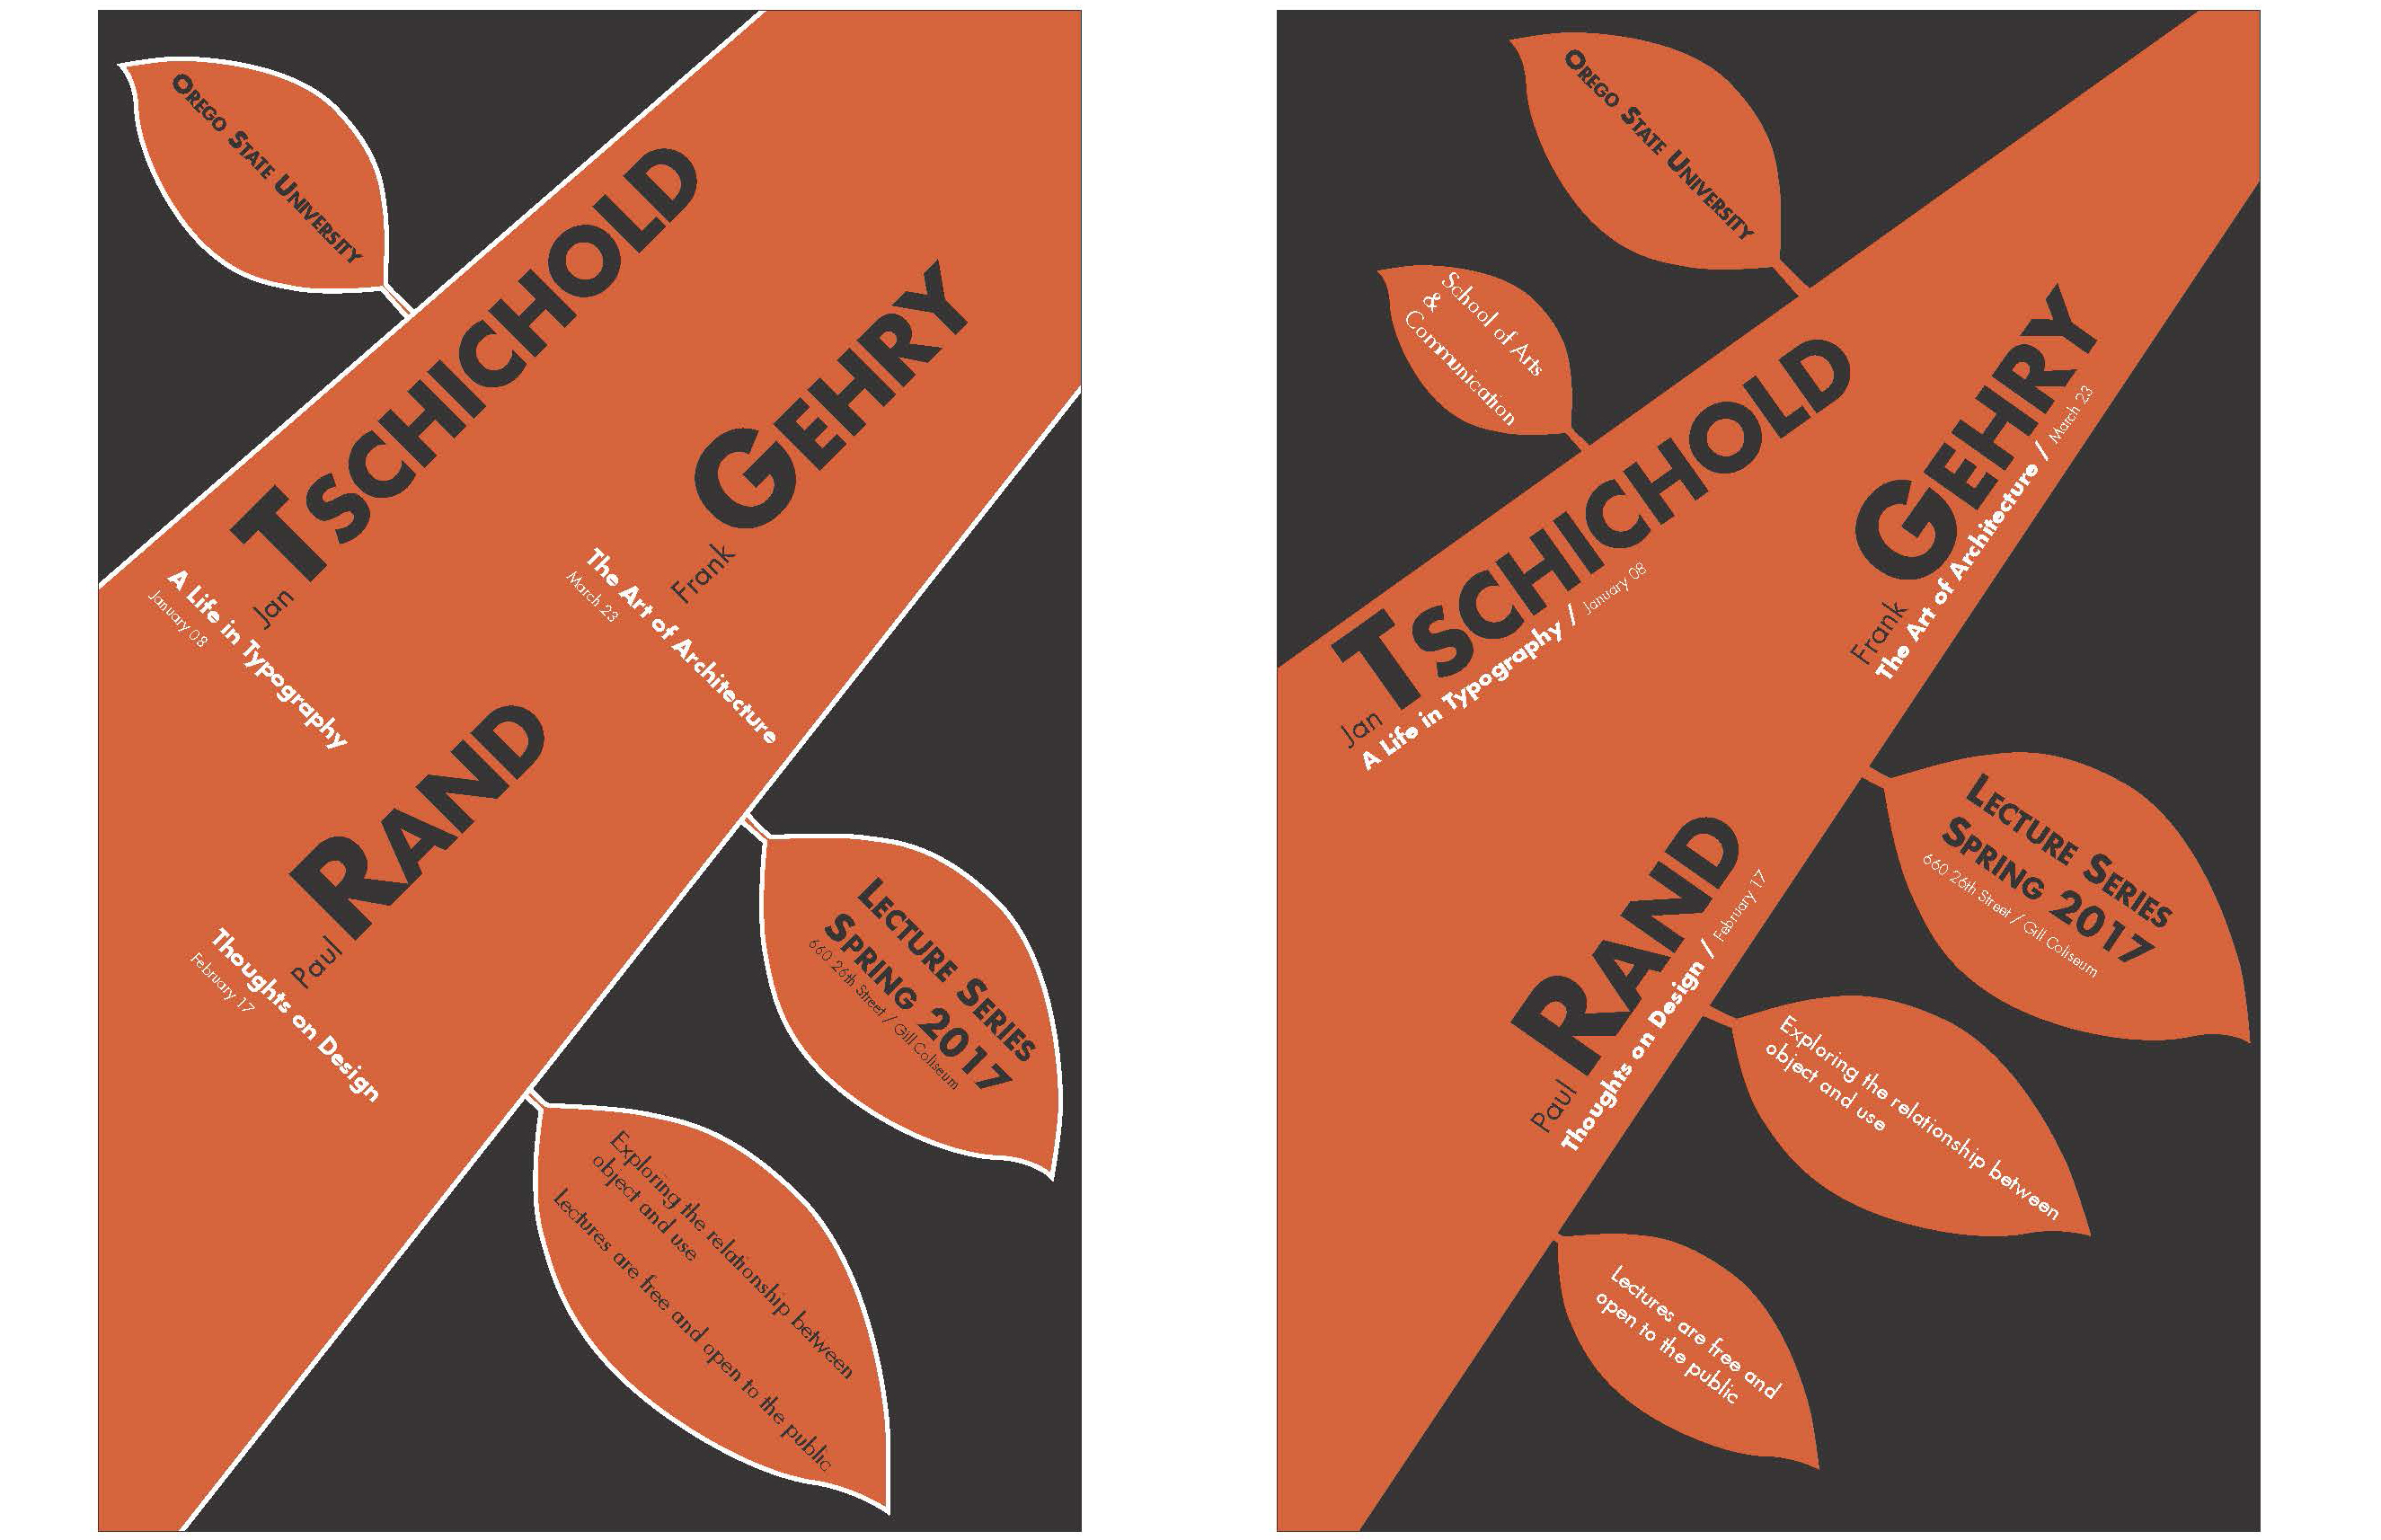 Orego State University
Jan Tschichold
A Life in Typography
January 08
Frank Gehry
The Art of Architecture
March 23
Paul Rand
Thoughts on Design
February 17
Lecture Series
Spring 2017
660 26th Street / Gill Coliseum
Exploring the relationship between
object and use
Lectures are free and open to the public
Orego State University
School of Arts
&
Communication
Jan Tschichold
A Life in Typography / January 08
Frank Gehry
The Art of Architecture / March 23
Paul Rand
Thoughts on Design / February 17
Lecture Series
Spring 2017
660 26th Street / Gill Coliseum
Exploring the relationship between
object and use
Lectures are free and
open to the public